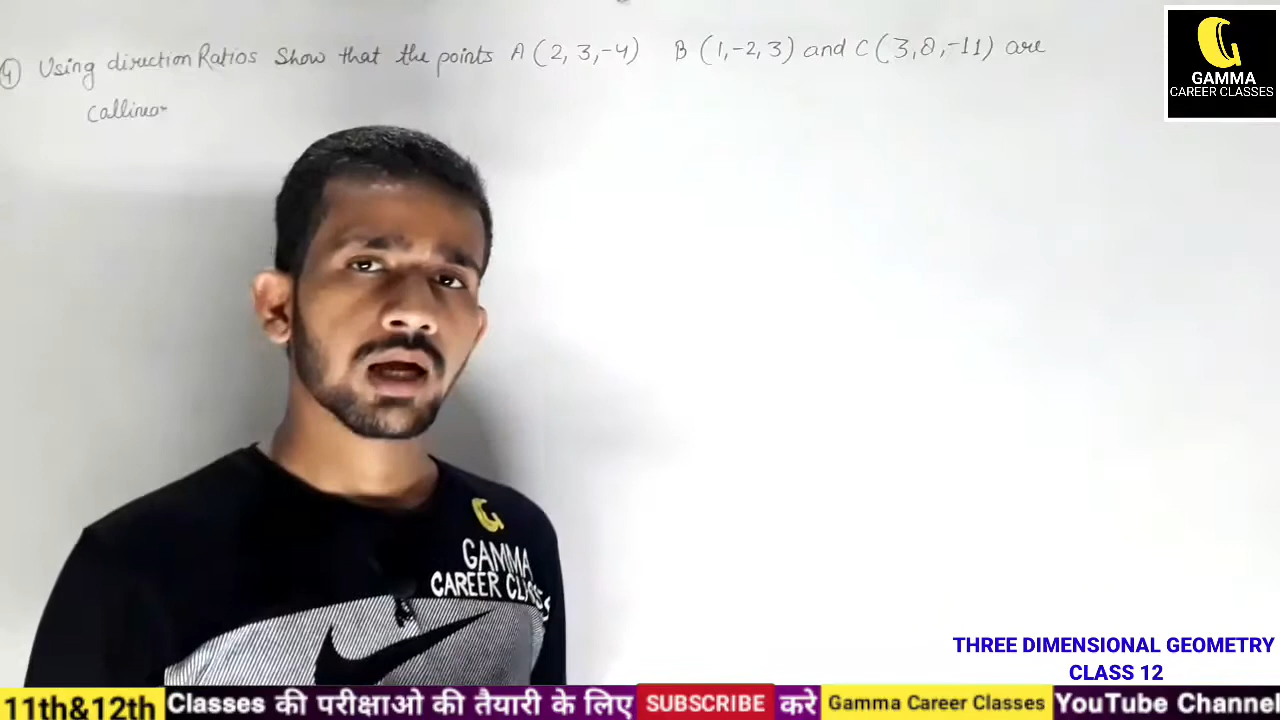 4) Using direction Ratios Show that the points A (2, 3, -4) B (1, -2, 3) and C (3, 8, -11) are
Callinear
GAMMA
CAREER CLASSES
GAMMA
CAREER CLASSES
THREE DIMENSIONAL GEOMETRY
CLASS 12
11th&12th Classes की परीक्षाओ की तैयारी के लिए SUBSCRIBE करे Gamma Career Classes YouTube Channel